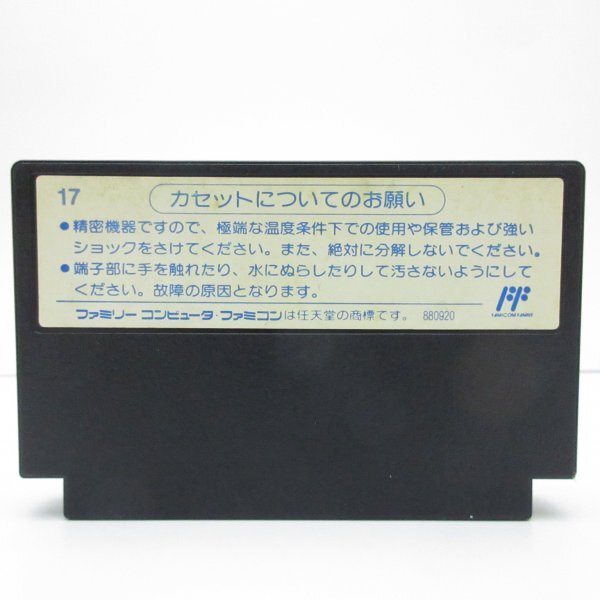 17
カセットについてのお願い
●精密機器ですので、極端な温度条件下での使用や保管および強い
ショックをさけてください。また、絶対に分解しないでください。
●端子部に手を触れたり、水にぬらしたりして汚さないようにして
ください。故障の原因となります。
FAMICOM FAMILY
ファミリー コンピュータ・ファミコンは任天堂の商標です。 880920